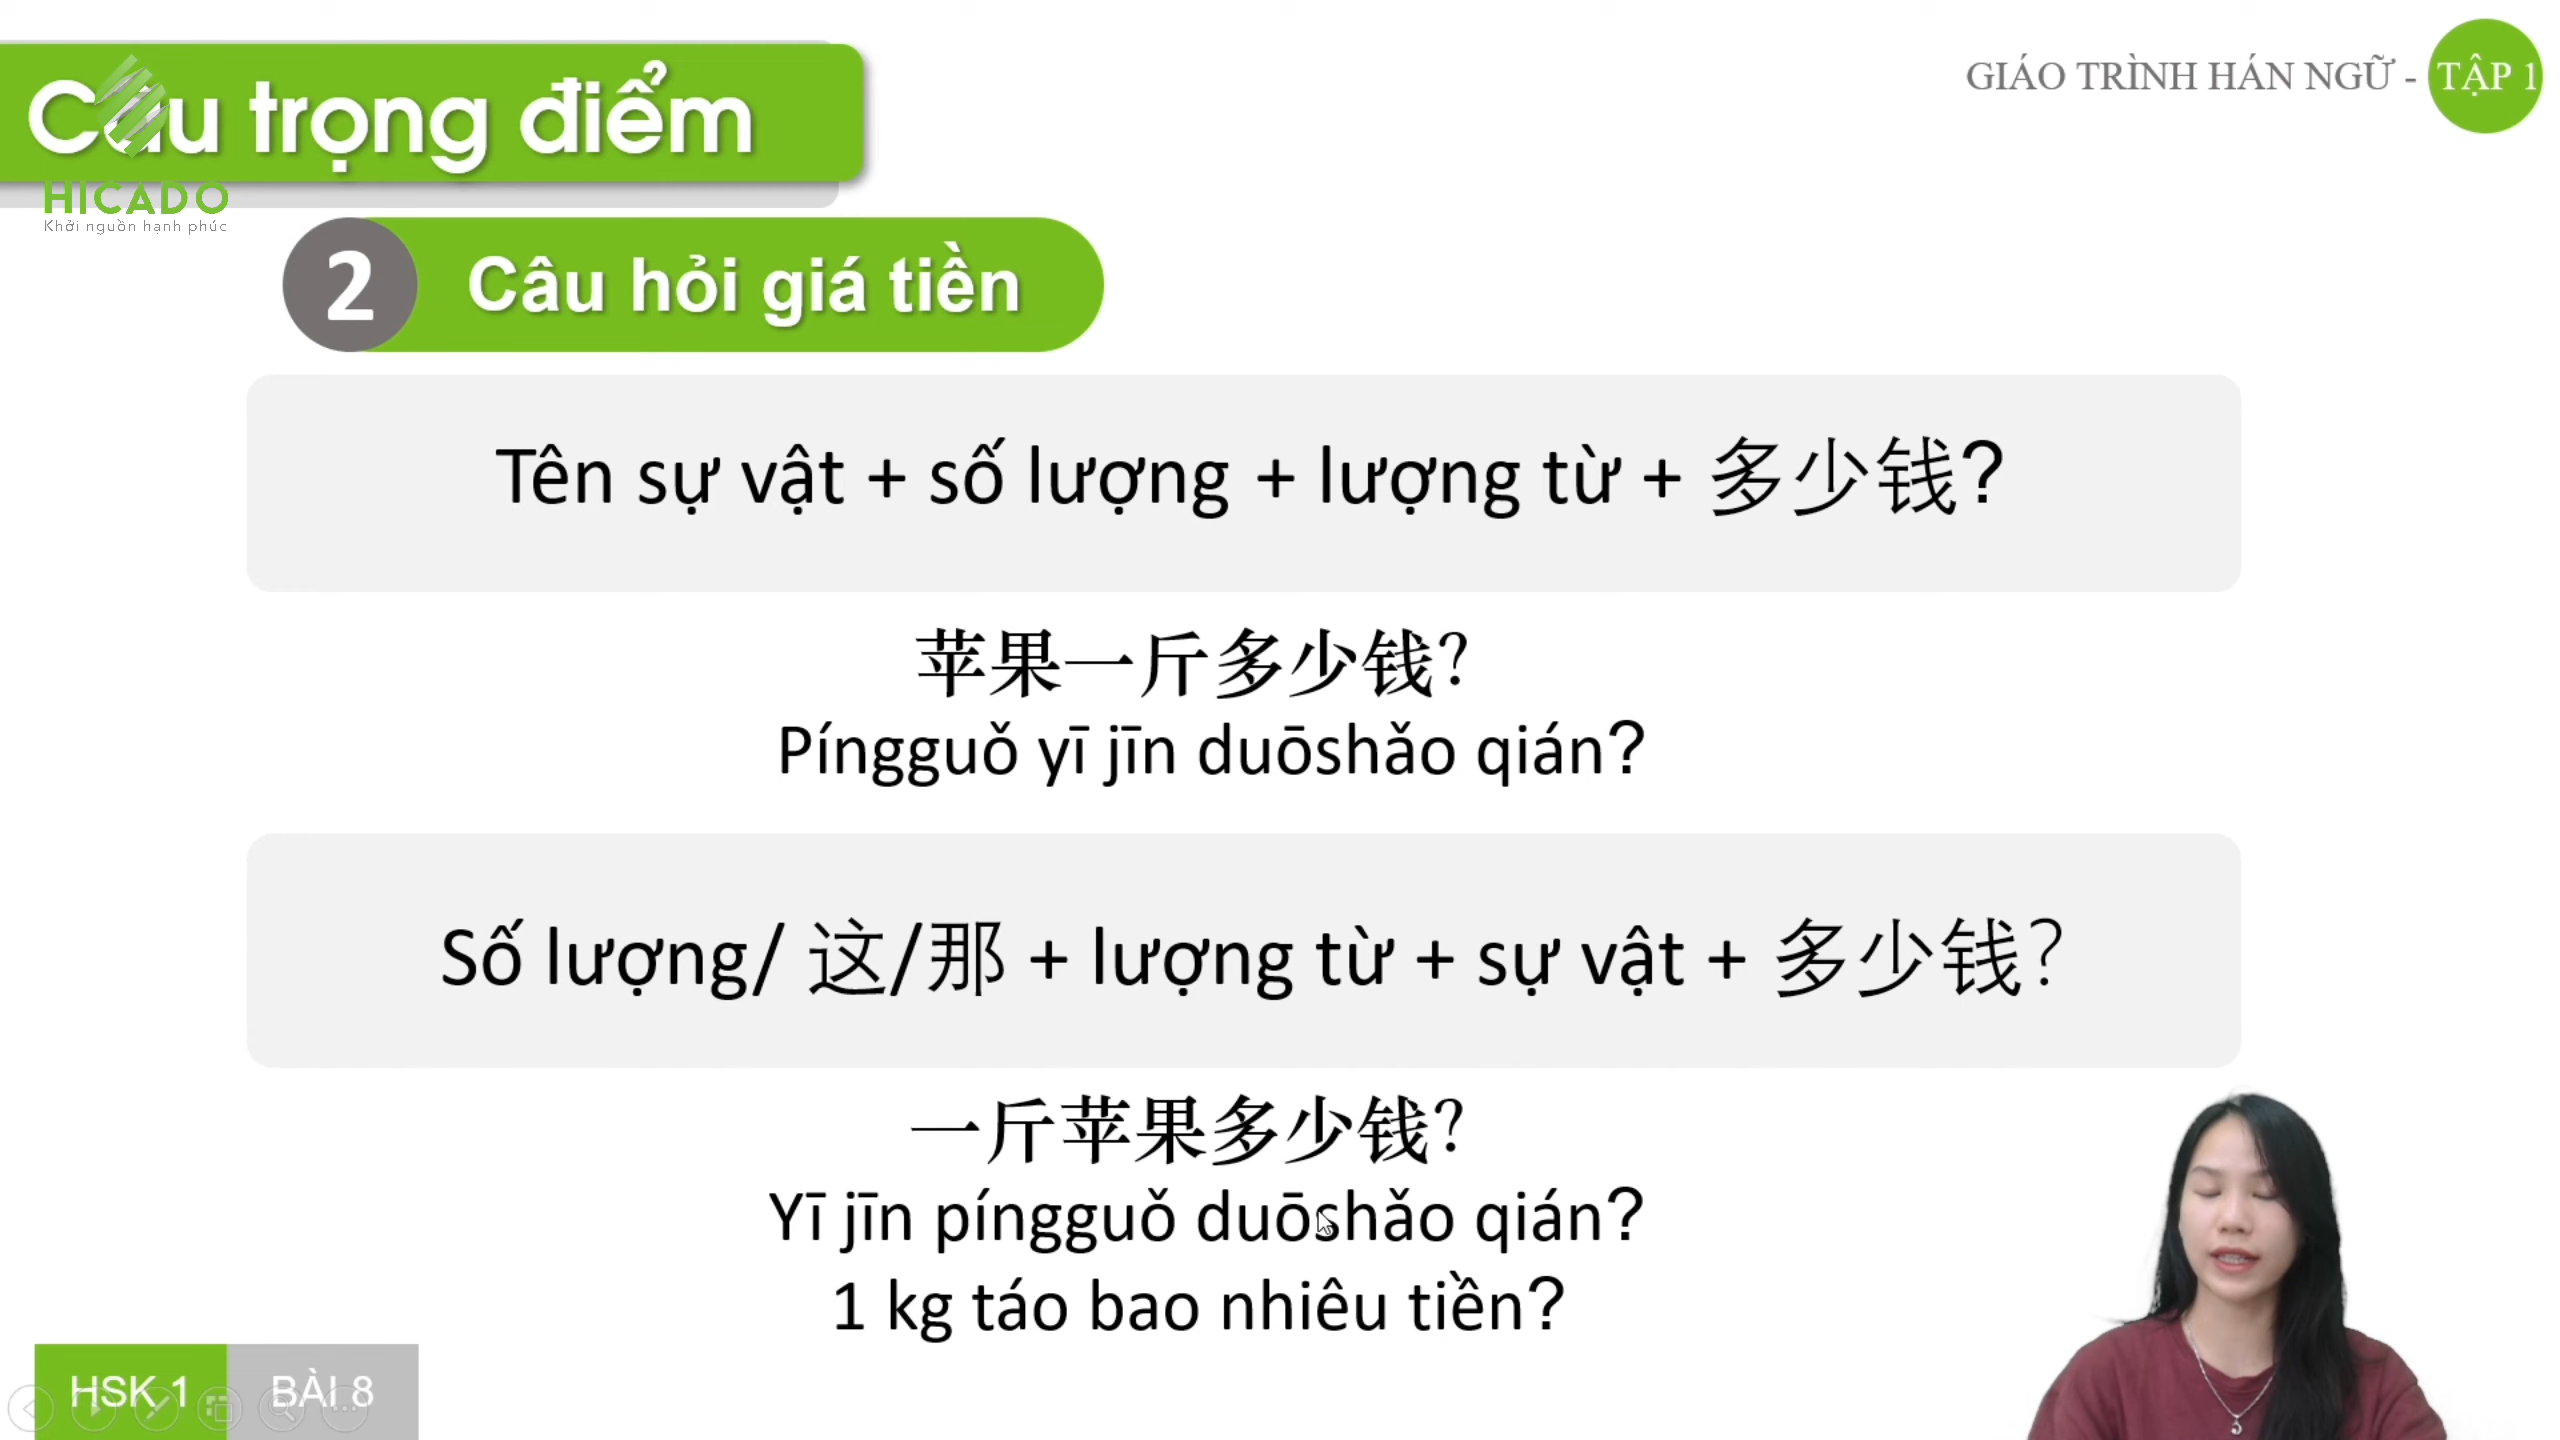 Câu trọng điểm
GIÁO TRÌNH HÁN NGỮ - TẬP 1
HICADO
Khởi nguồn hạnh phúc
2 Câu hỏi giá tiền
Tên sự vật + số lượng + lượng từ + 多少钱?
苹果一斤多少钱?
Píngguǒ yī jīn duōshǎo qián?
Số lượng/ 这/那 + lượng từ + sự vật + 多少钱?
一斤苹果多少钱?
Yī jīn píngguǒ duōshǎo qián?
1 kg táo bao nhiêu tiền?
HSK 1 BÀI 8